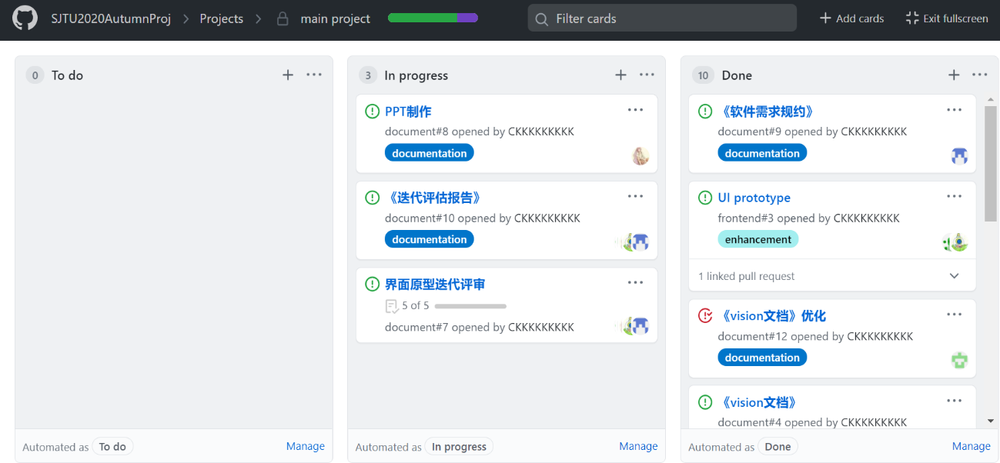 SJTU2020AutumnProj
Projects
main project
Filter cards
Add cards
Exit fullscreen
0 To do
3 In progress
PPT制作
document#8 opened by CKKKKKKKKK
documentation
《迭代评估报告》
document#10 opened by CKKKKKKKKK
documentation
界面原型迭代评审
5 of 5
document#7 opened by CKKKKKKKKK
10 Done
《软件需求规约》
document#9 opened by CKKKKKKKKK
documentation
UI prototype
frontend#3 opened by CKKKKKKKKK
enhancement
1 linked pull request
《vision文档》优化
document#12 opened by CKKKKKKKKK
documentation
《vision文档》
document#4 opened by CKKKKKKKKK
Automated as To do Manage
Automated as In progress Manage
Automated as Done Manage